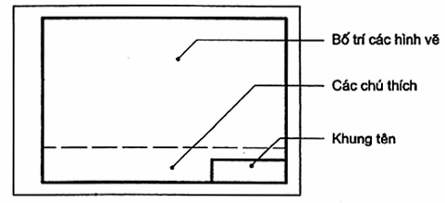 Bố trí các hình vẽ
Các chú thích
Khung tên